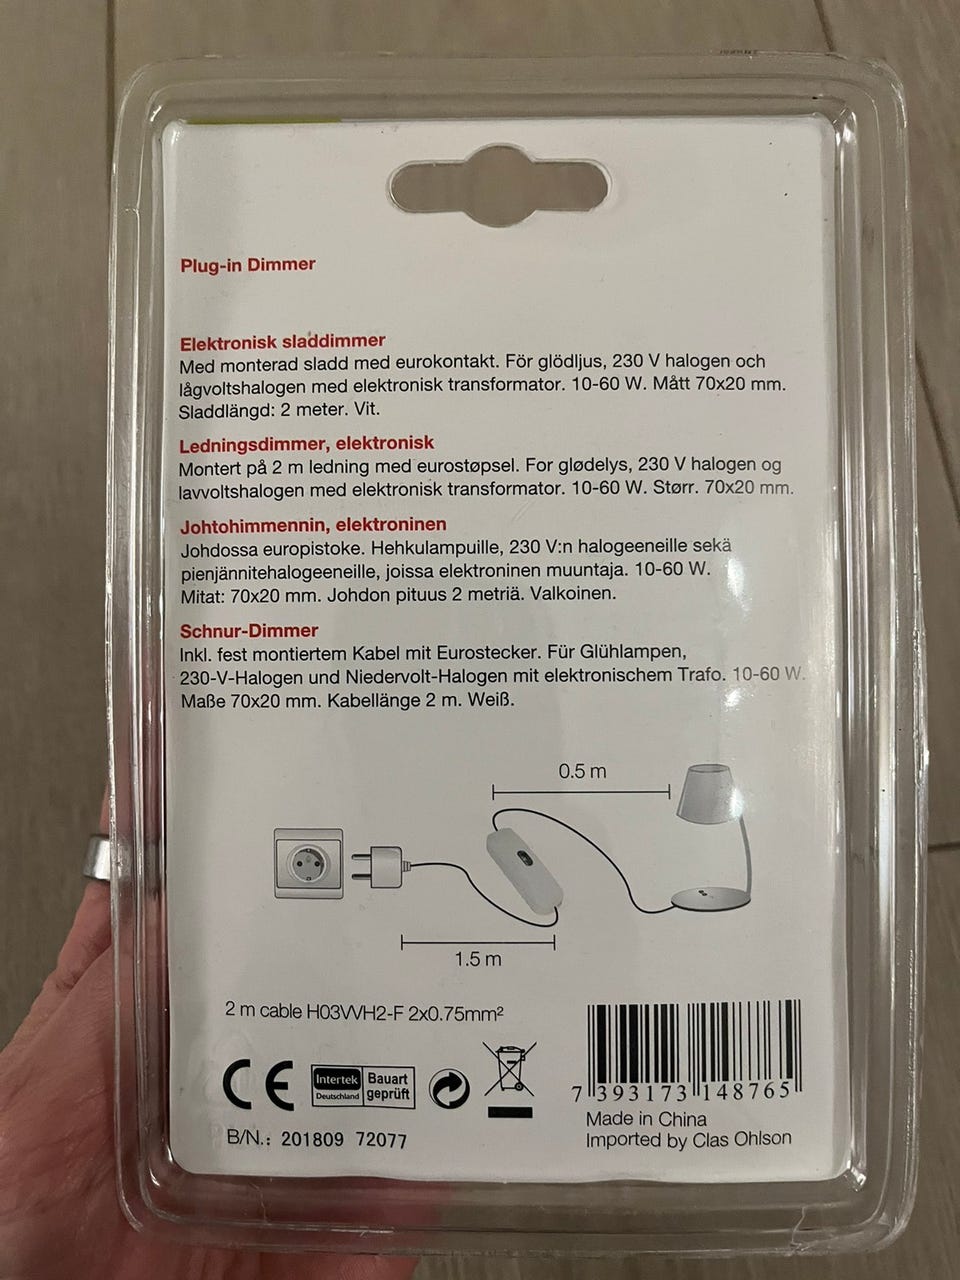 Plug-in Dimmer
Elektronisk sladdimmer
Med monterad sladd med eurokontakt. För glödljus, 230 V halogen och
lågvoltshalogen med elektronisk transformator. 10-60 W. Mått 70x20 mm.
Sladdlängd: 2 meter. Vit.
Ledningsdimmer, elektronisk
Montert på 2 m ledning med eurostøpsel. For glødelys, 230 V halogen og
lavvoltshalogen med elektronisk transformator. 10-60 W. Størr. 70x20 mm.
Johtohimmennin, elektroninen
Johdossa europistoke. Hehkulampuille, 230 V:n halogeeneille sekä
pienjännitehalogeeneille, joissa elektroninen muuntaja. 10-60 W.
Mitat: 70x20 mm. Johdon pituus 2 metriä. Valkoinen.
Schnur-Dimmer
Inkl. fest montiertem Kabel mit Eurostecker. Für Glühlampen,
230-V-Halogen und Niedervolt-Halogen mit elektronischem Trafo. 10-60 W.
Maße 70x20 mm. Kabellänge 2 m. Weiß.
0.5 m
1.5 m
2 m cable H03VVH2-F 2x0.75mm²
CE
Intertek
Deutschland
Bauart
geprüft
7 393173 148765
B/N.: 201809 72077
Made in China
Imported by Clas Ohlson